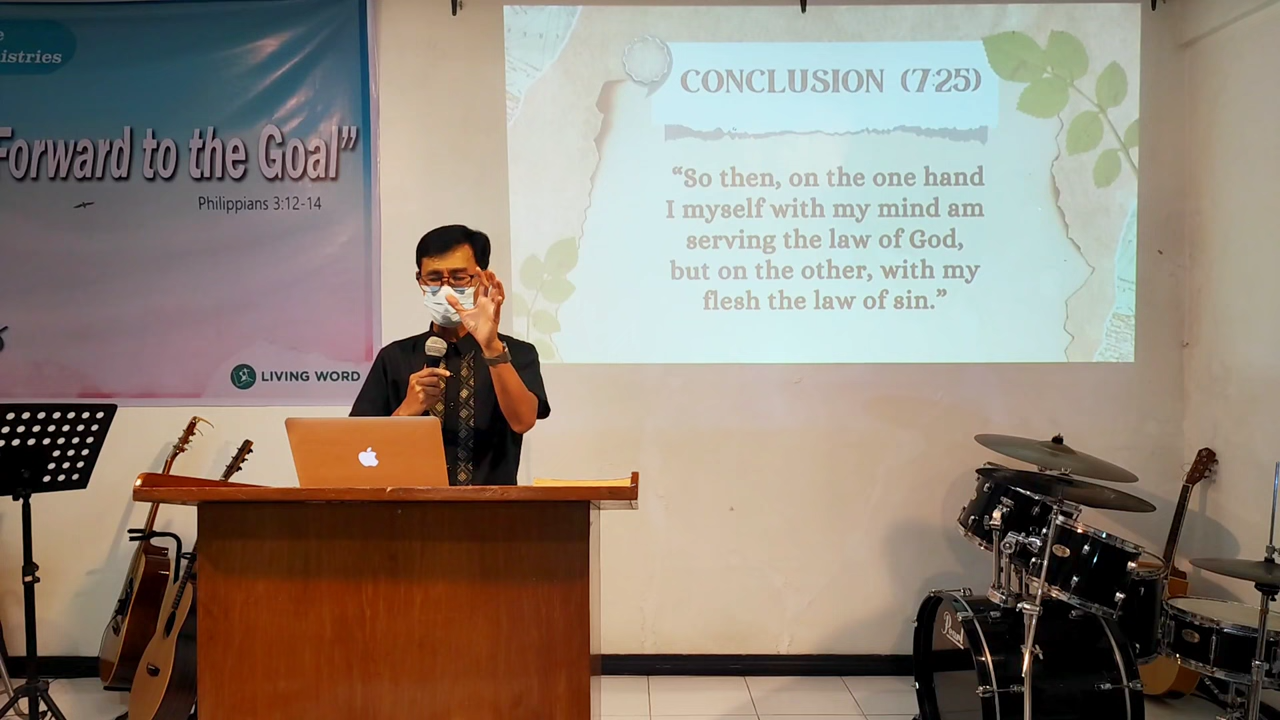 istries
Forward to the Goal”
Philippians 3:12-14
LIVING WORD
CONCLUSION (7:25)
“So then, on the one hand
I myself with my mind am
serving the law of God,
but on the other, with my
flesh the law of sin.”
Pearl